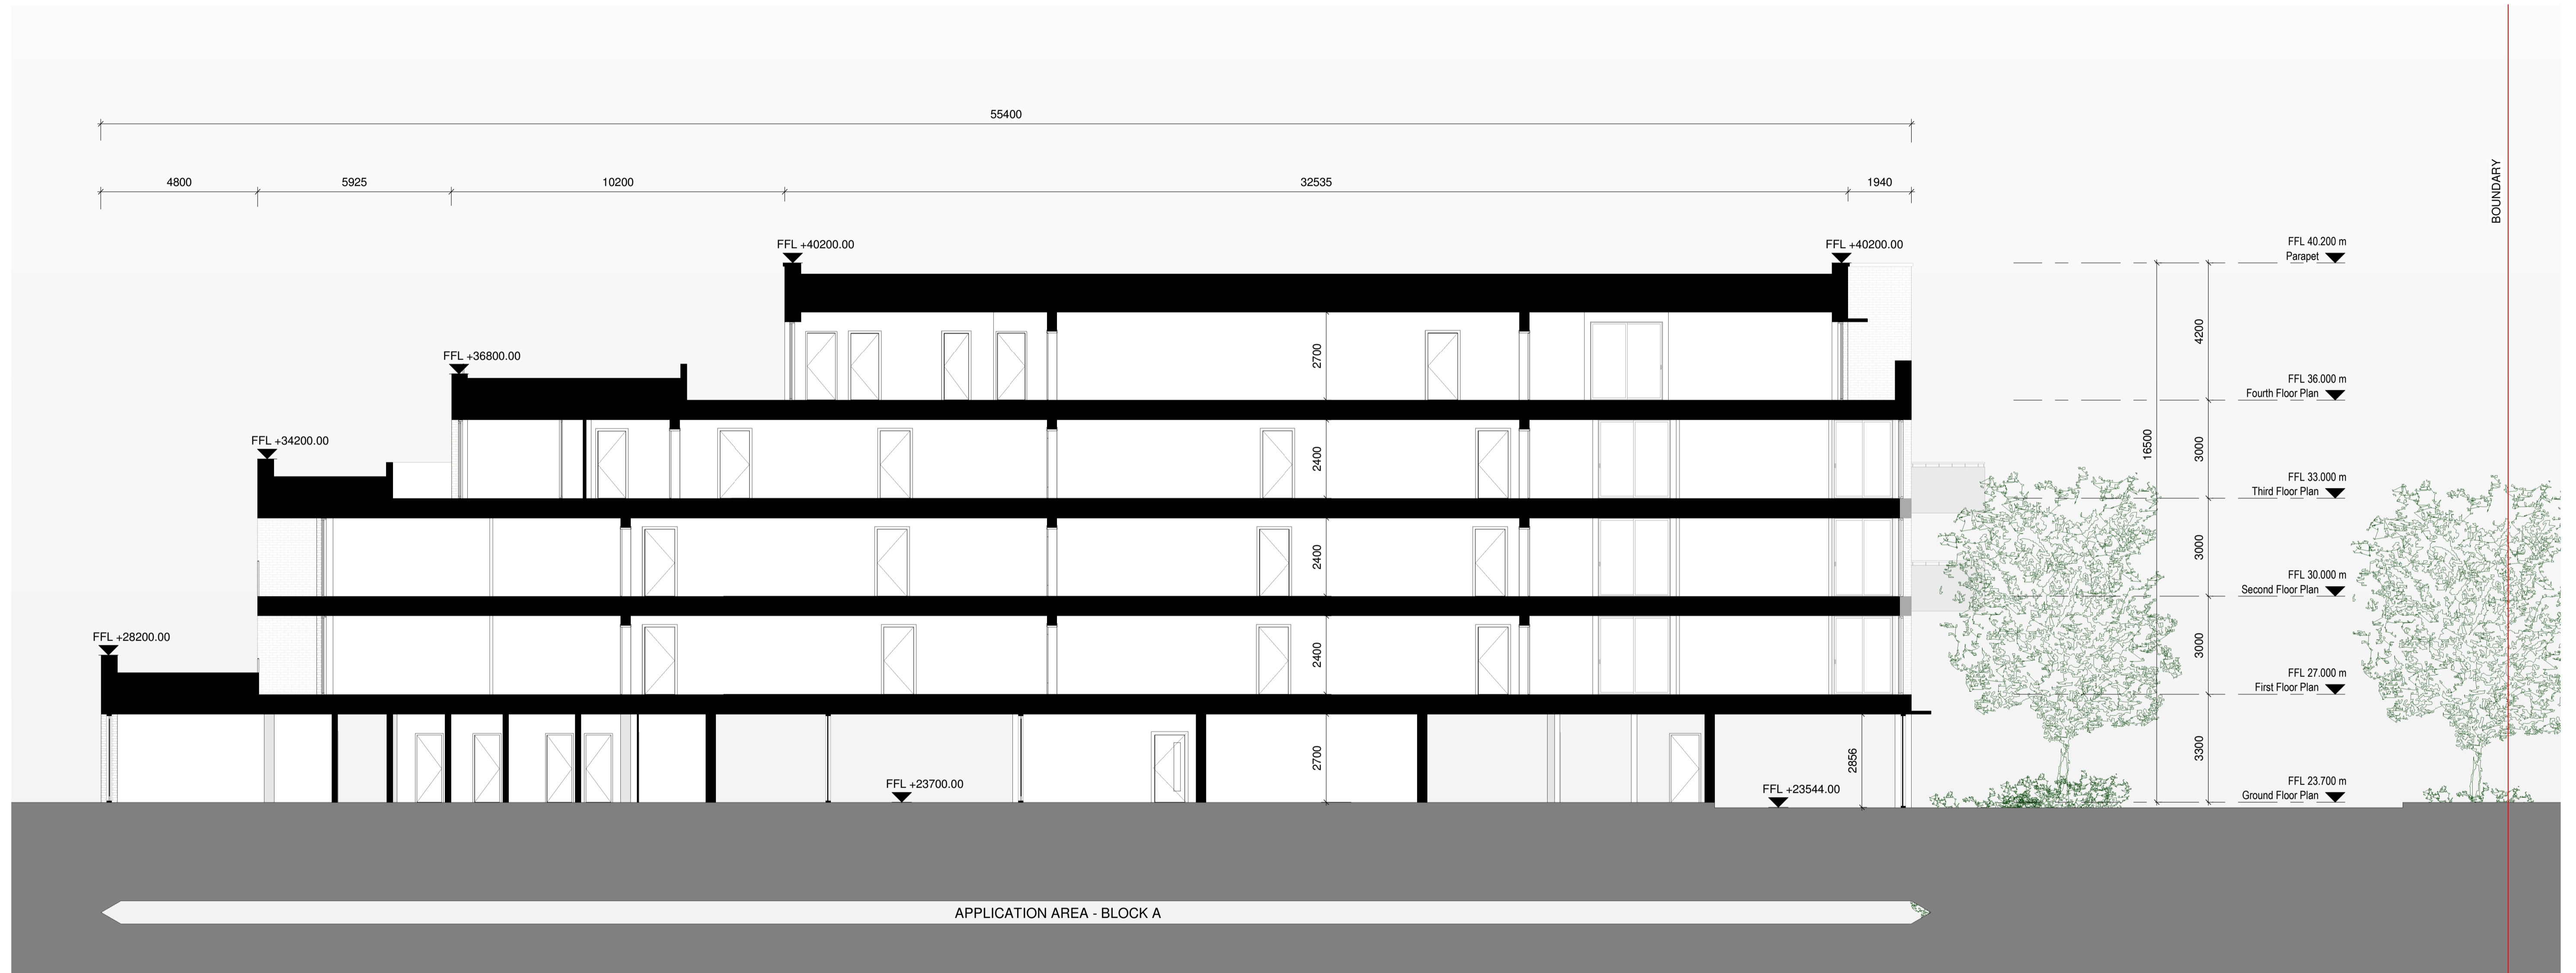 55400
4800
5925
10200
32535
1940
BOUNDARY
FFL +40200.00
FFL +40200.00
FFL 40.200 m
Parapet
4200
FFL +36800.00
2700
FFL 36.000 m
Fourth Floor Plan
FFL +34200.00
2400
16500
3000
FFL 33.000 m
Third Floor Plan
2400
3000
FFL 30.000 m
Second Floor Plan
FFL +28200.00
2400
3000
FFL 27.000 m
First Floor Plan
2700
2856
3300
FFL +23700.00
FFL +23544.00
FFL 23.700 m
Ground Floor Plan
APPLICATION AREA - BLOCK A